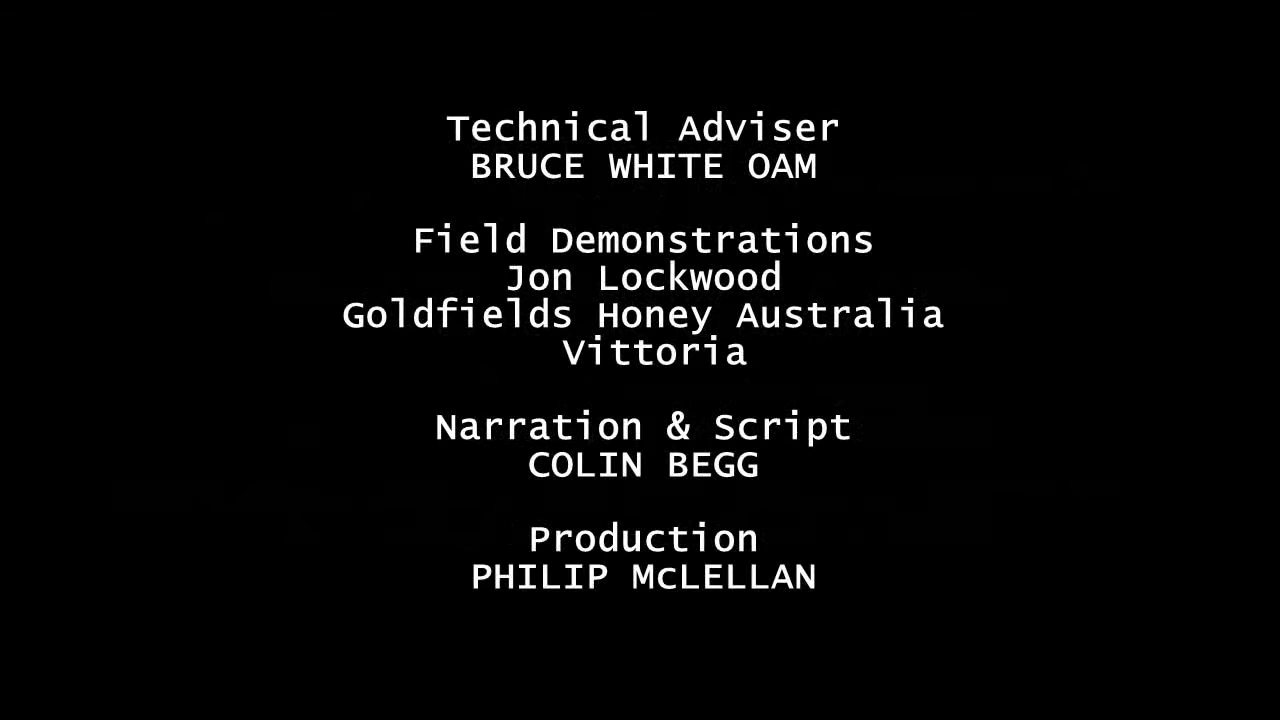 Technical Adviser
BRUCE WHITE OAM
Field Demonstrations
Jon Lockwood
Goldfields Honey Australia
Vittoria
Narration & Script
COLIN BEGG
Production
PHILIP McLELLAN